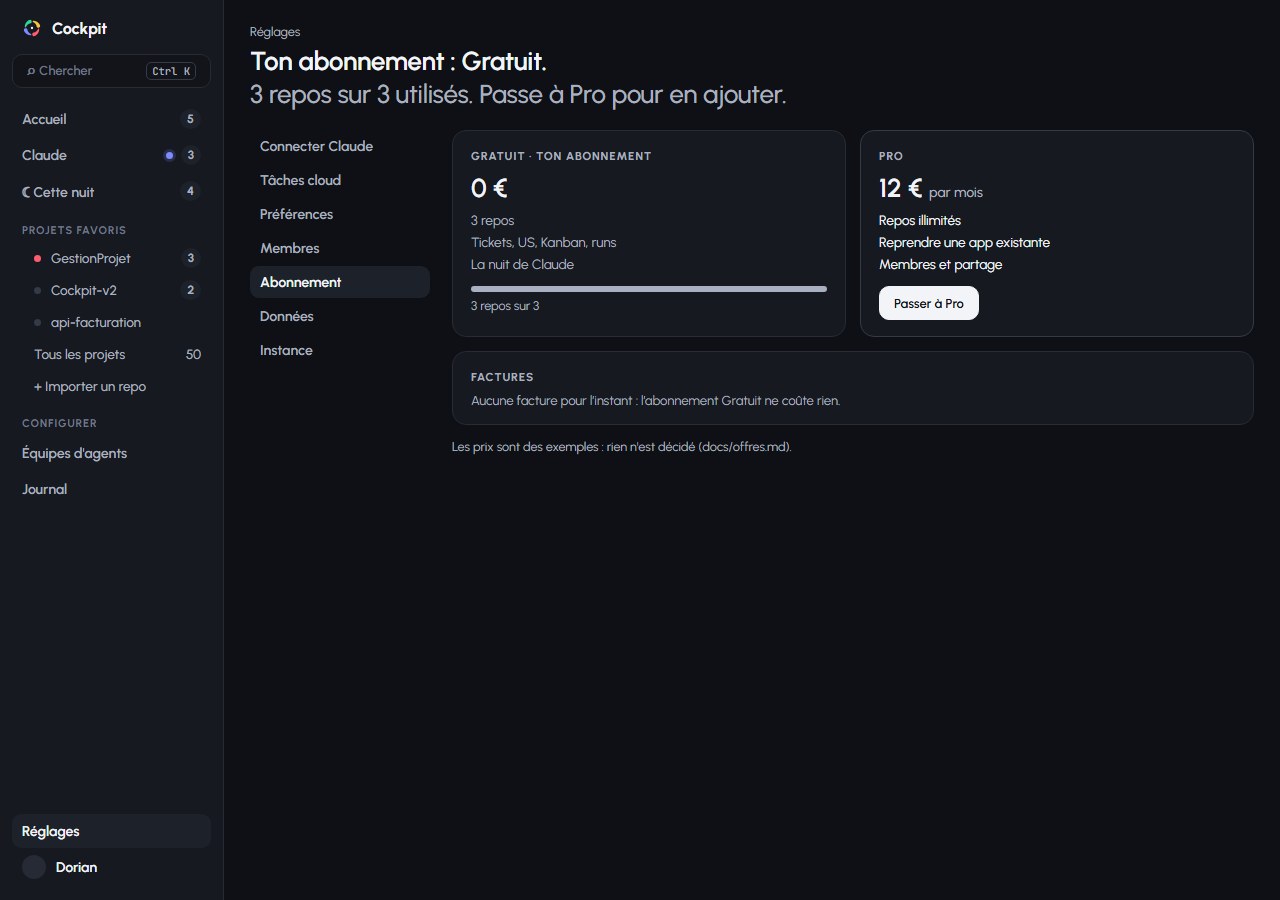 Cockpit
Chercher Ctrl K
Accueil 5
Claude 3
Cette nuit 4
PROJETS FAVORIS
GestionProjet 3
Cockpit-v2 2
api-facturation
Tous les projets 50
+ Importer un repo
CONFIGURER
Équipes d'agents
Journal
Réglages
Dorian
Réglages
Ton abonnement : Gratuit.
3 repos sur 3 utilisés. Passe à Pro pour en ajouter.
Connecter Claude
Tâches cloud
Préférences
Membres
Abonnement
Données
Instance
GRATUIT · TON ABONNEMENT
0 €
3 repos
Tickets, US, Kanban, runs
La nuit de Claude
3 repos sur 3
PRO
12 € par mois
Repos illimités
Reprendre une app existante
Membres et partage
Passer à Pro
FACTURES
Aucune facture pour l'instant : l'abonnement Gratuit ne coûte rien.
Les prix sont des exemples : rien n'est décidé (docs/offres.md).